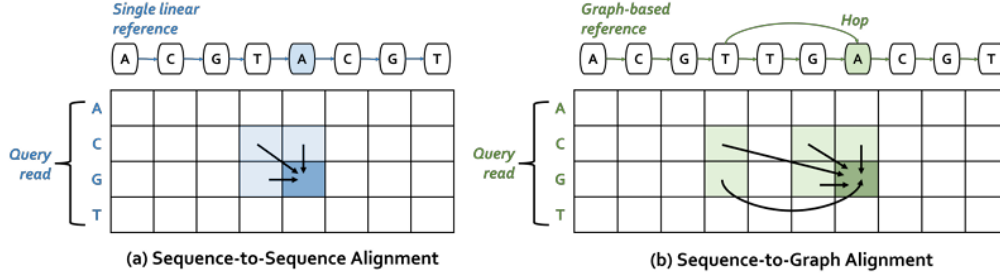 Single linear
reference
A C G T A C G T
Query
read
A
C
G
T
(a) Sequence-to-Sequence Alignment
Graph-based
reference
Hop
A C G T T G A C G T
Query
read
A
C
G
T
(b) Sequence-to-Graph Alignment